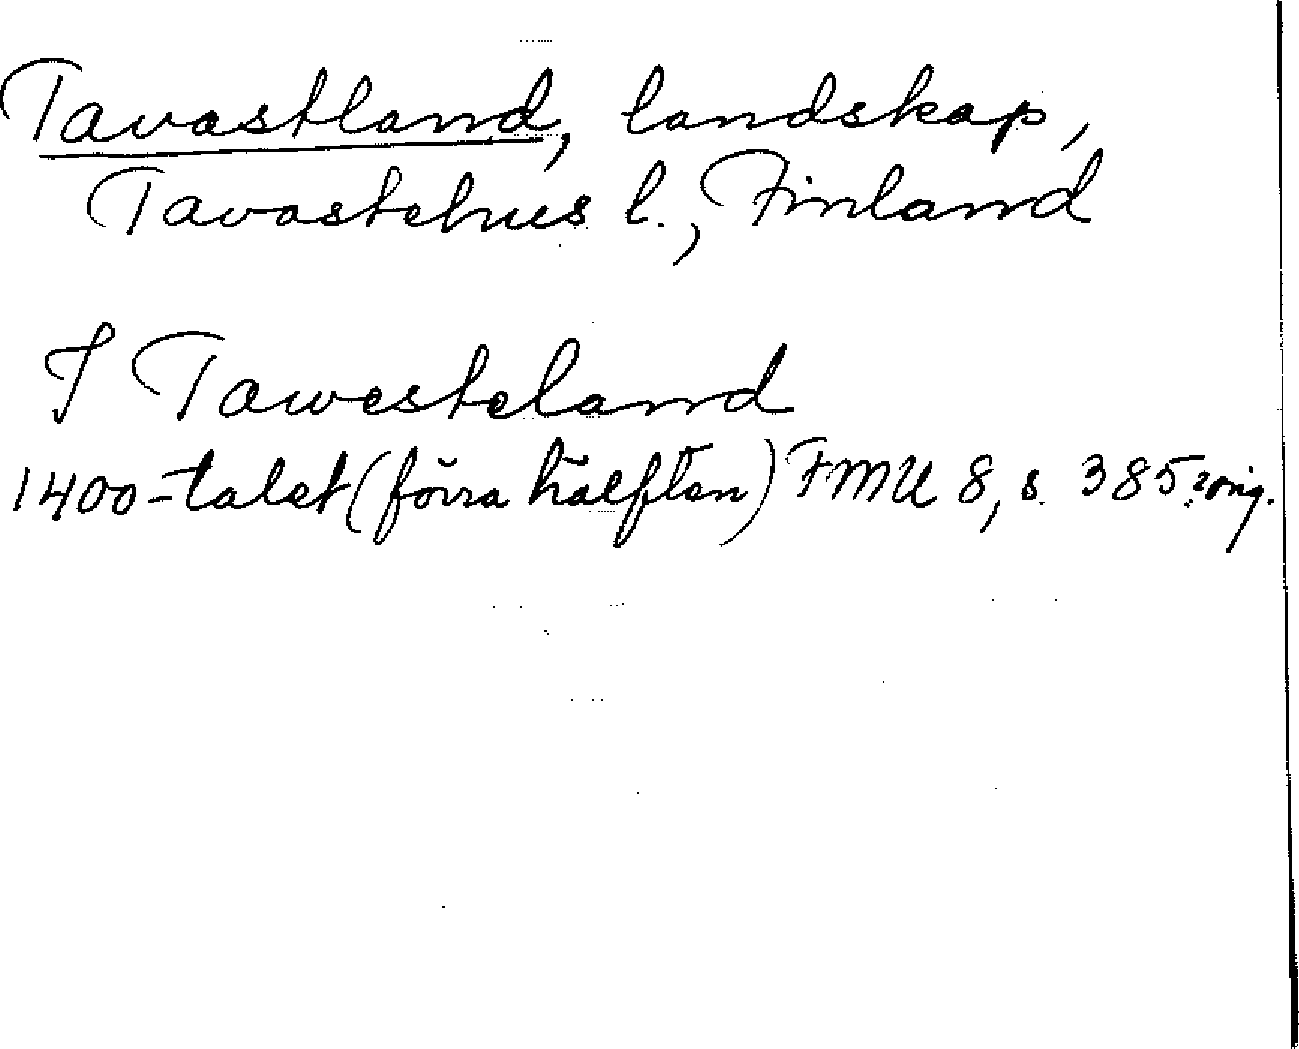 Tavastland, landskap,
Tavastehus l., Finland
I Tawesteland
1400-talet (förra hälften) FMU 8, s. 385 orig.